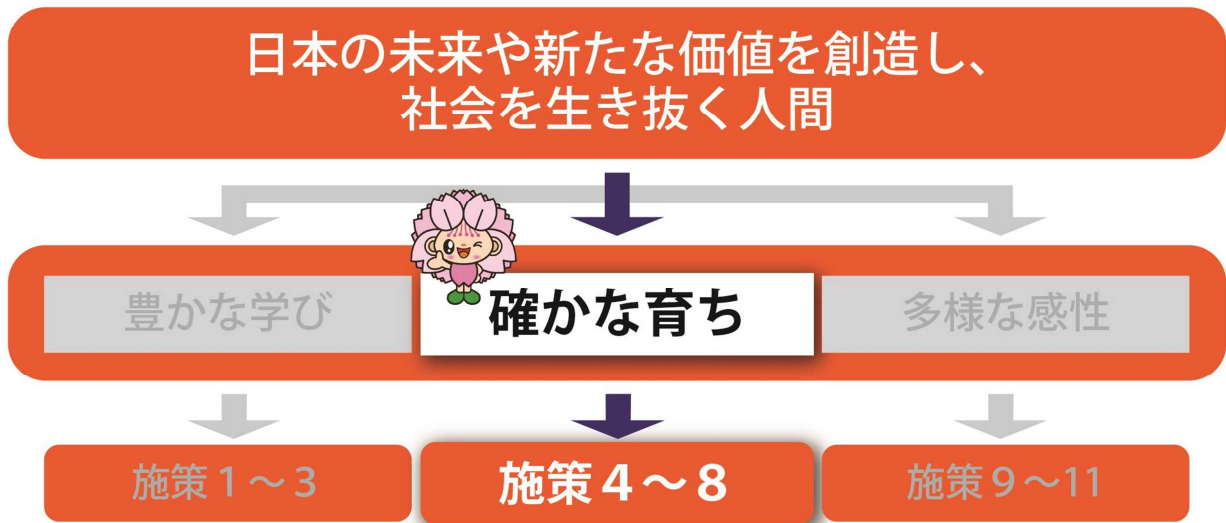 日本の未来や新たな価値を創造し、
社会を生き抜く人間
豊かな学び
確かな育ち
多様な感性
施策1～3
施策4～8
施策9～11